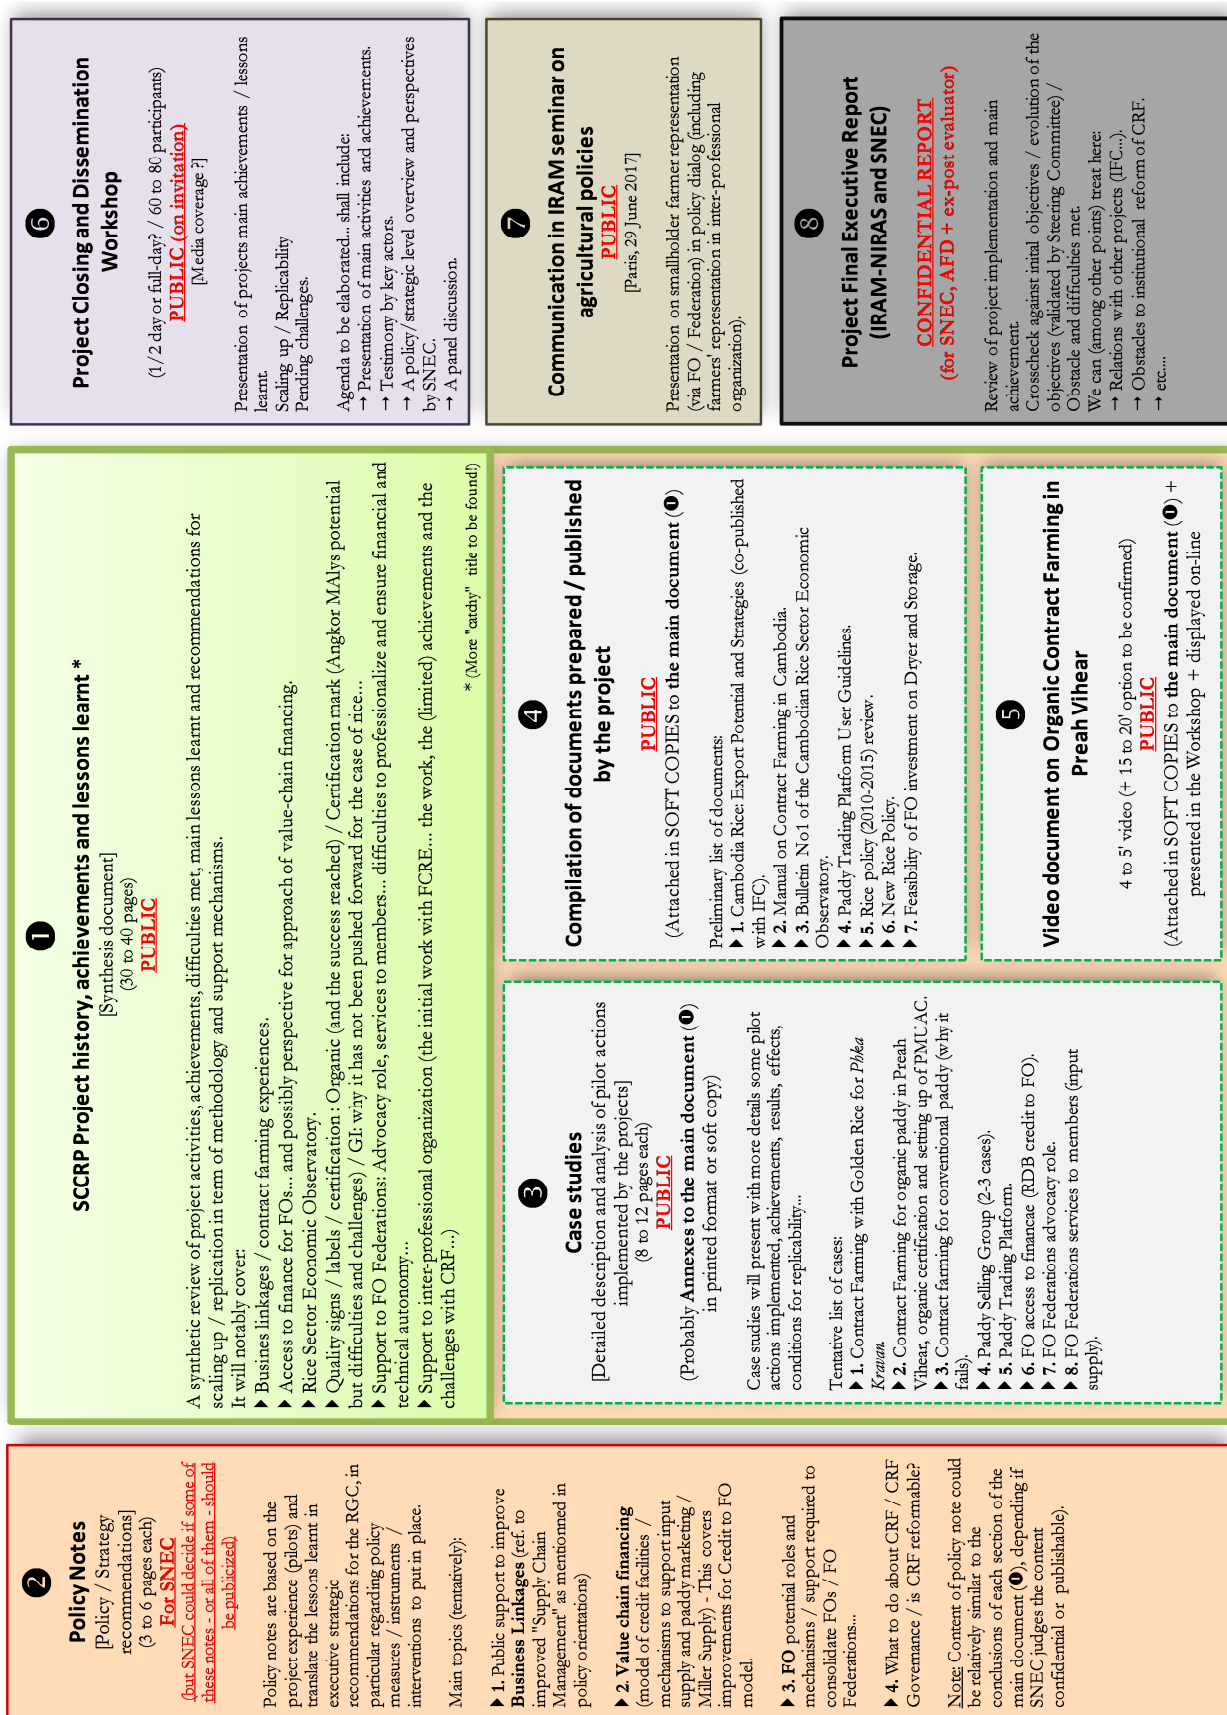 ❷
Policy Notes
[Policy / Strategy
recommendations]
(3 to 6 pages each)
For SNEC
(but SNEC could decide if some of
these notes - or all of them - should
be publicized)
Policy notes are based on the
project experience (pilots) and
translate the lessons learnt in
executive strategic
recommendations for the RGC, in
particular regarding policy
measures / instruments /
interventions to put in place.
Main topics (tentatively):
▶ 1. Public support to improve
Business Linkages (ref. to
improved "Supply Chain
Management" as mentionned in
policy orientations)
▶ 2. Value chain financing
(model of credit facilities /
mechanisms to support input
supply and paddy marketing /
Miller Supply) - This covers
improvements for Credit to FO
model.
▶ 3. FO potential roles and
mechanisms / support required to
consolidate FOs / FO
Federations...
▶ 4. What to do about CRF / CRF
Governance / is CRF reformable?
Note: Content of policy note could
be relatively similar to the
conclusions of each section of the
main document (❶), depending if
SNEC judges the content
confidential or publishable).
❶
SCCRP Project history, achievements and lessons learnt *
[Synthesis document]
(30 to 40 pages)
PUBLIC
A synthetic review of project activities, achievements, difficulties met, main lessons learnt and recommendations for
scaling up / replication in term of methodology and support mechanisms.
It will notably cover:
▶ Busines linkages / contract farming experiences.
▶ Access to finance for FOs... and possibly perspective for approach of value-chain financing.
▶ Rice Sector Economic Observatory.
▶ Quality signs / labels / certification : Organic (and the success reached) / Certification mark (Angkor MAlys potential
but difficulties and challenges) / GI: why it has not been pushed forward for the case of rice...
▶ Support to FO Federations: Advocacy role, services to members... difficulties to professionalize and ensure financial and
technical autonomy...
▶ Support to inter-professional organization (the initial work with FCRE... the work, the (limited) achievements and the
challenges with CRF...)
* (More "catchy" title to be found!)
❸
Case studies
[Detailed description and analysis of pilot actions
implemented by the projects]
(8 to 12 pages each)
PUBLIC
(Probably Annexes to the main document (❶)
in printed format or soft copy)
Case studies will present with more details some pilot
actions implemented, achievements, results, effects,
conditions for replicability...
Tentative list of cases:
▶ 1. Contract Farming with Golden Rice for Phka
Kravan.
▶ 2. Contract Farming for organic paddy in Preah
Vihear, organic certification and setting up of PMUAC.
▶ 3. Contract farming for conventional paddy (why it
fails).
▶ 4. Paddy Selling Group (2-3 cases).
▶ 5. Paddy Trading Platform.
▶ 6. FO access to financae (RDB credit to FO).
▶ 7. FO Federations advocacy role.
▶ 8. FO Federations services to members (input
supply).
❹
Compilation of documents prepared / published
by the project
PUBLIC
(Attached in SOFT COPIES to the main document (❶)
Preliminary list of documents:
▶ 1. Cambodia Rice: Export Potential and Strategies (co-published
with IFC).
▶ 2. Manual on Contract Farming in Cambodia.
▶ 3. Bulletin No1 of the Cambodian Rice Sector Economic
Observatory.
▶ 4. Paddy Trading Platform User Guidelines.
▶ 5. Rice policy (2010-2015) review.
▶ 6. New Rice Policy.
▶ 7. Feasibility of FO investment on Dryer and Storage.
❺
Video document on Organic Contract Farming in
Preah Vihear
4 to 5' video (+ 15 to 20' option to be confirmed)
PUBLIC
(Attached in SOFT COPIES to the main document (❶) +
presented in the Workshop + displayed on-line
❻
Project Closing and Dissemination
Workshop
(1/2 day or full-day? / 60 to 80 participants)
PUBLIC (on invitation)
[Media coverage ?]
Presentation of projects main achievements / lessons
learnt.
Scaling up / Replicability
Pending challenges.
Agenda to be elaborated... shall include:
→ Presentation of main activities and achievements.
→ Testimony by key actors.
→ A policy/ strategic level overview and perspectives
by SNEC.
→ A panel discussion.
❼
Communication in IRAM seminar on
agricultural policies
PUBLIC
[Paris, 29 June 2017]
Presentation on smallholder farmer representation
(via FO / Federation) in policy dialog (including
farmers' representation in inter-professional
organization).
❽
Project Final Executive Report
(IRAM-NIRAS and SNEC)
CONFIDENTIAL REPORT
(for SNEC, AFD + ex-post evaluator)
Review of project implementation and main
achievement.
Crosscheck against inital objectives / evolution of the
objectives (validated by Steering Committee) /
Obstacle and difficulties met.
We can (among other points) treat here:
→ Relations with other projects (IFC...).
→ Obstacles to institutional reform of CRF.
→ etc...